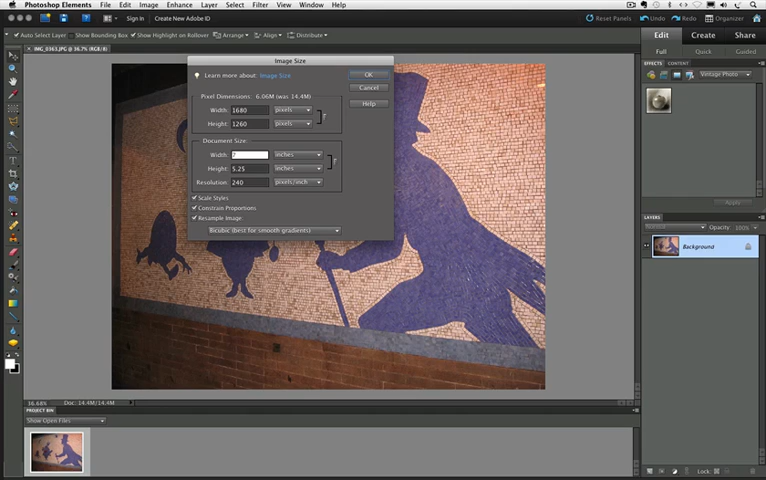 Photoshop Elements File Edit Image Enhance Layer Select Filter View Window Help
Sign In Create New Adobe ID Reset Panels Undo Redo Organizer
Auto Select Layer Show Bounding Box Show Highlight on Rollover Arrange Align Distribute
Edit Create Share
IMG_0363.JPG @ 36.7% (RGB/8)
Full Quick Guided
Image Size
EFFECTS CONTENT
Learn more about: Image Size OK
Vintage Photo
Cancel
Pixel Dimensions: 6.06M (was 14.4M)
Help
Width: 1680 pixels
Height: 1260 pixels
Document Size:
Width: 7 inches
Height: 5.25 inches
Resolution: 240 pixels/inch
Scale Styles
Constrain Proportions
Apply
Resample Image:
LAYERS
Bicubic (best for smooth gradients)
Normal Opacity: 100%
Background
36.68% Doc: 14.4M/14.4M
PROJECT BIN
Show Open Files